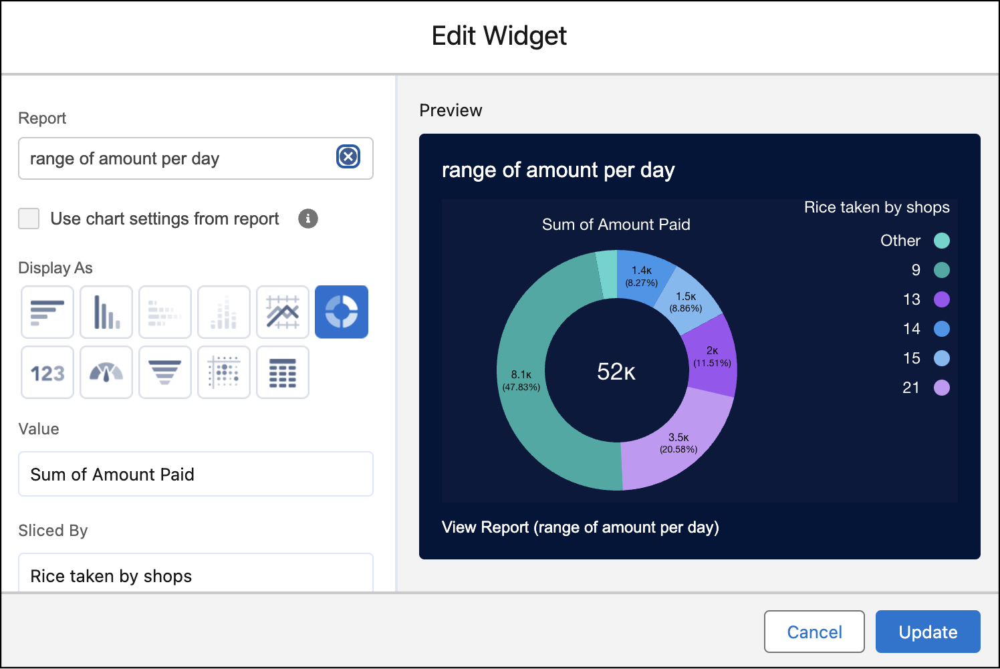 Edit Widget
Report
range of amount per day
Use chart settings from report
Display As
123
Value
Sum of Amount Paid
Sliced By
Rice taken by shops
Preview
range of amount per day
Sum of Amount Paid
1.4K
(8.27%)
1.5K
(8.86%)
2K
(11.51%)
3.5K
(20.58%)
8.1K
(47.83%)
52K
Rice taken by shops
Other
9
13
14
15
21
View Report (range of amount per day)
Cancel
Update